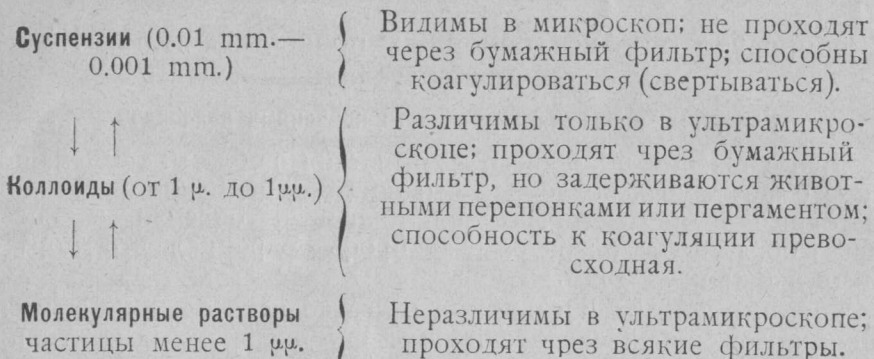 Суспензии (0.01 mm.—
0.001 mm.)
Видимы в микроскоп; не проходят
через бумажный фильтр; способны
коагулироваться (свертываться).
↓ ↑
Коллоиды (от 1 μ. до 1μμ.)
↓ ↑
Различимы только в ультрамикро-
скопе; проходят чрез бумажный
фильтр, но задерживаются живот-
ными перепонками или пергаментом;
способность к коагуляции прево-
сходная.
Молекулярные растворы
частицы менее 1 μμ.
Неразличимы в ультрамикроскопе;
проходят чрез всякие фильтры.